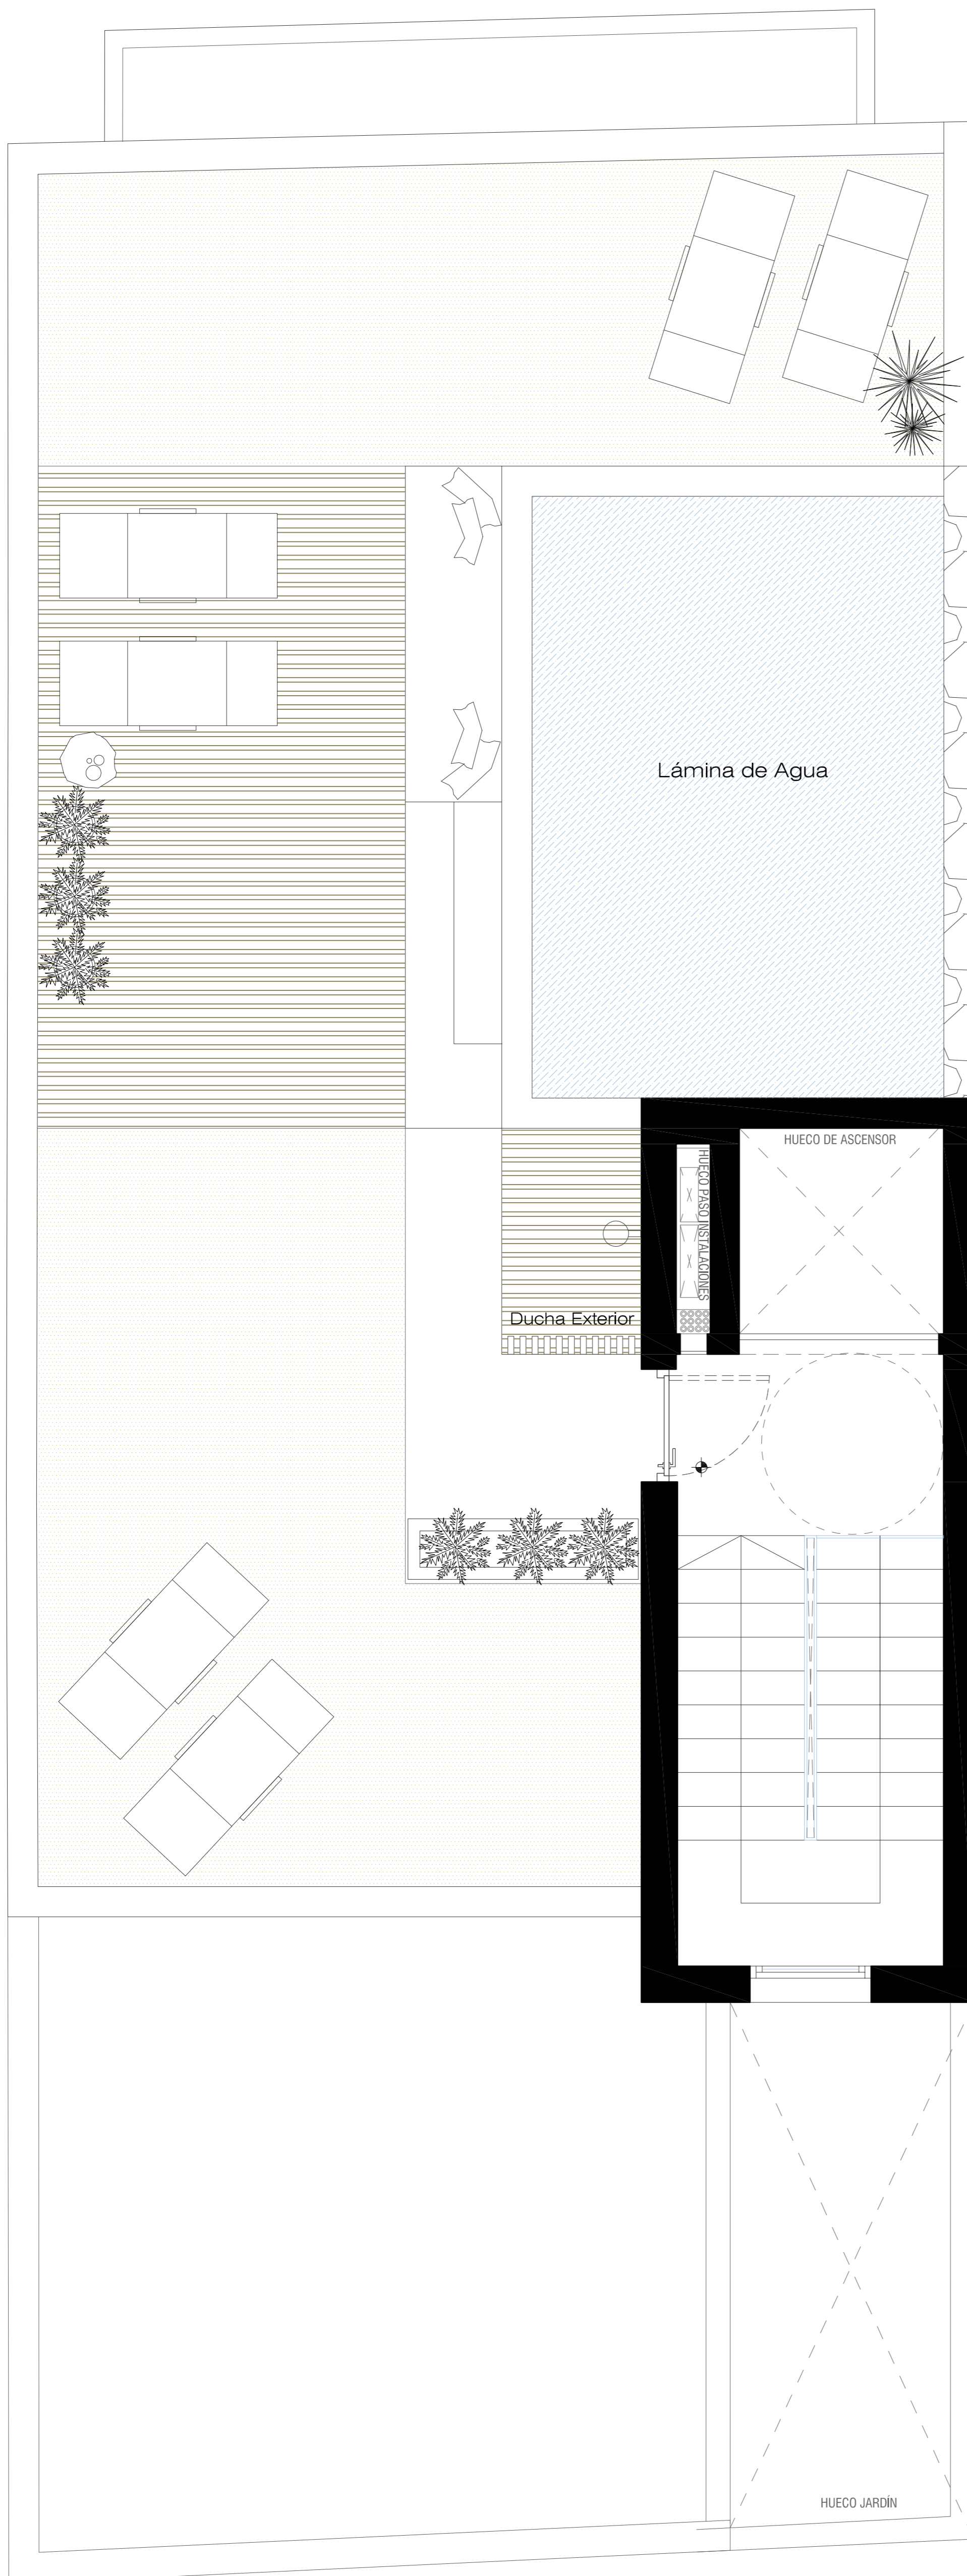 Lámina de Agua
HUECO DE ASCENSOR
HUECO PASO INSTALACIONES
Ducha Exterior
HUECO JARDÍN